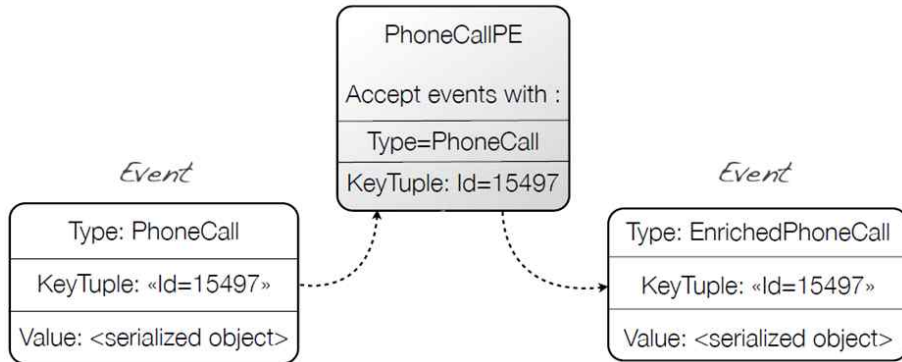 PhoneCallPE
Accept events with :
Type=PhoneCall
KeyTuple: Id=15497
Event
Type: PhoneCall
KeyTuple: «Id=15497»
Value: <serialized object>
Event
Type: EnrichedPhoneCall
KeyTuple: «Id=15497»
Value: <serialized object>